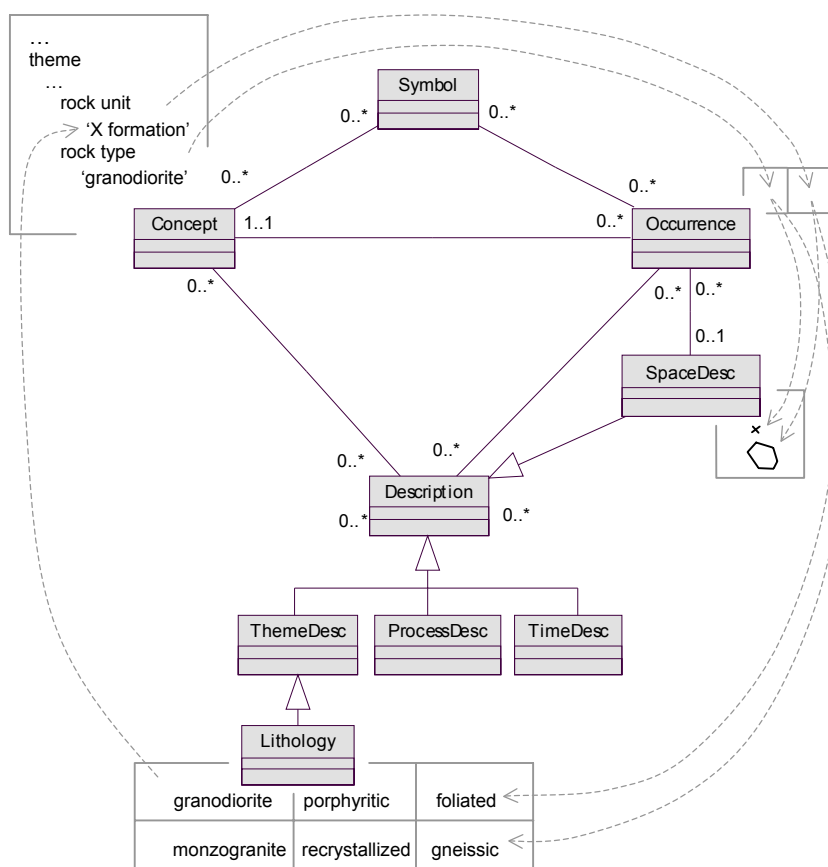 ...
theme
...
rock unit
‘X formation’
rock type
‘granodiorite’
Symbol
0..*
0..*
0..*
0..*
Concept
1..1
0..*
Occurrence
0..*
0..*
0..*
0..1
SpaceDesc
×
0..*
0..*
Description
0..*
0..*
ThemeDesc
ProcessDesc
TimeDesc
Lithology
granodiorite porphyritic foliated
monzogranite recrystallized gneissic